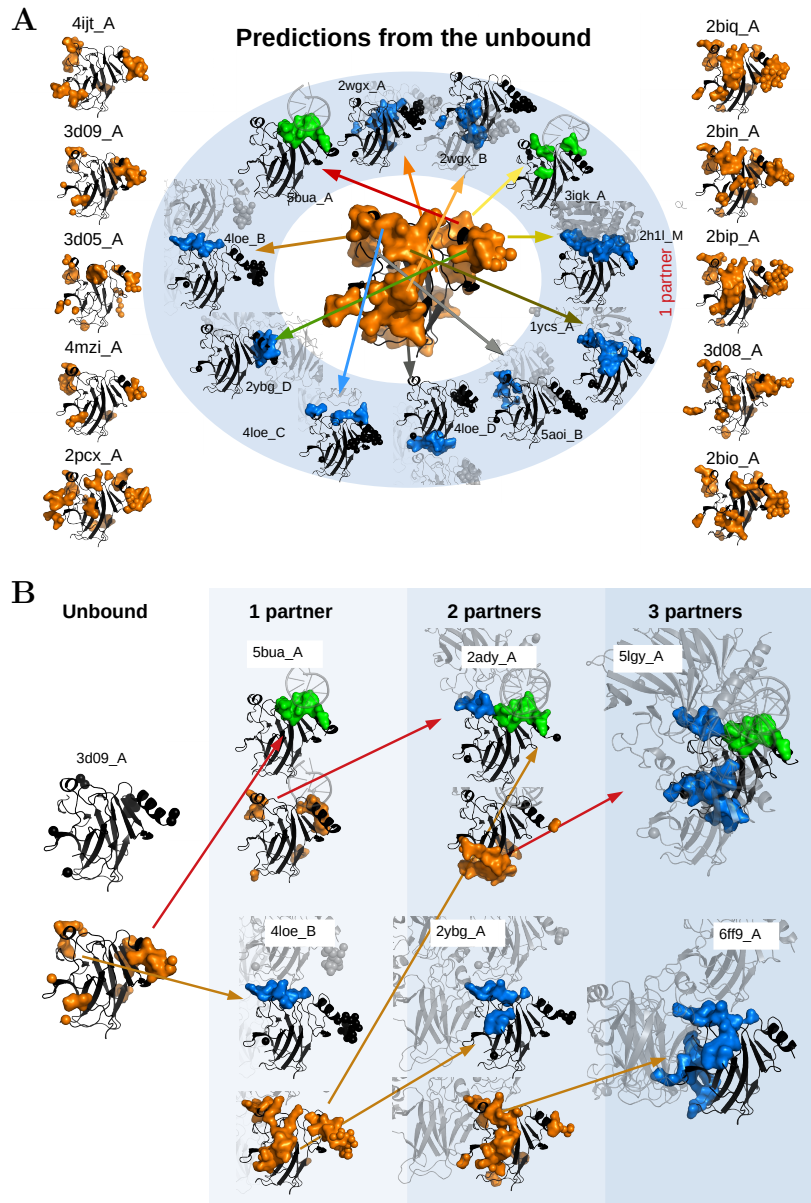 A
Predictions from the unbound
4ijt_A
3d09_A
3d05_A
4mzi_A
2pcx_A
2wgx_A
2wgx_B
5bua_A
3igk_A
4loe_B
2h1l_M
1 partner
1ycs_A
2ybg_D
4loe_C
4loe_D
5aoi_B
2biq_A
2bin_A
2bip_A
3d08_A
2bio_A
B
Unbound
1 partner
2 partners
3 partners
5bua_A
2ady_A
5lgy_A
3d09_A
4loe_B
2ybg_A
6ff9_A